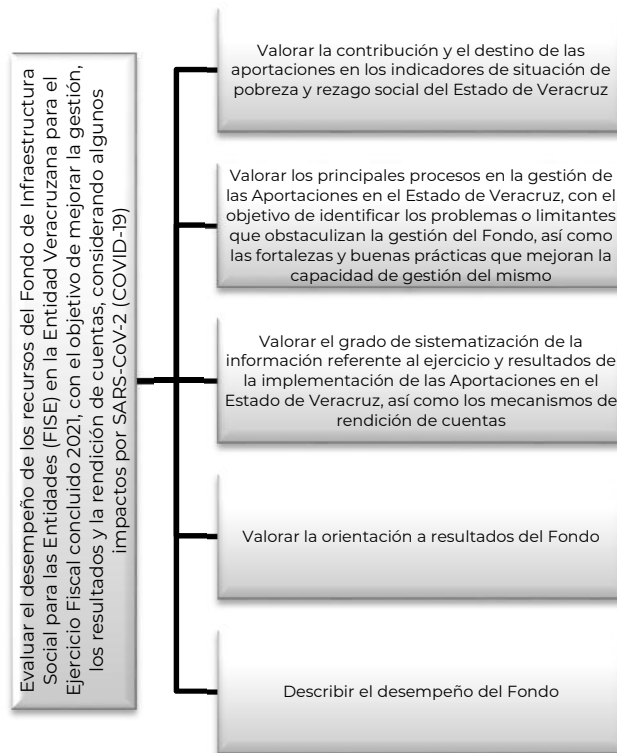 Evaluar el desempeño de los recursos del Fondo de Infraestructura
Social para las Entidades (FISE) en la Entidad Veracruzana para el
Ejercicio Fiscal concluido 2021, con el objetivo de mejorar la gestión,
los resultados y la rendición de cuentas, considerando algunos
impactos por SARS-CoV-2 (COVID-19)
Valorar la contribución y el destino de las
aportaciones en los indicadores de situación de
pobreza y rezago social del Estado de Veracruz
Valorar los principales procesos en la gestión de
las Aportaciones en el Estado de Veracruz, con el
objetivo de identificar los problemas o limitantes
que obstaculizan la gestión del Fondo, así como
las fortalezas y buenas prácticas que mejoran la
capacidad de gestión del mismo
Valorar el grado de sistematización de la
información referente al ejercicio y resultados de
la implementación de las Aportaciones en el
Estado de Veracruz, así como los mecanismos de
rendición de cuentas
Valorar la orientación a resultados del Fondo
Describir el desempeño del Fondo